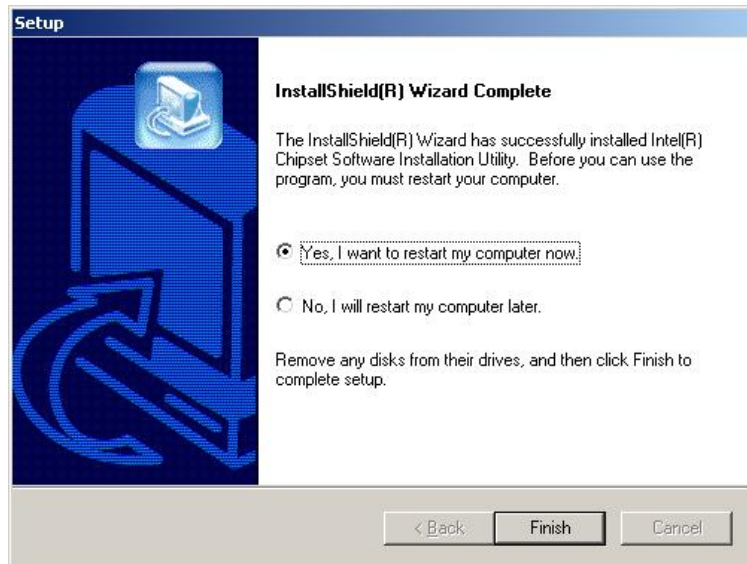 Setup
InstallShield(R) Wizard Complete
The InstallShield(R) Wizard has successfully installed Intel(R)
Chipset Software Installation Utility.  Before you can use the
program, you must restart your computer.
Yes, I want to restart my computer now.
No, I will restart my computer later.
Remove any disks from their drives, and then click Finish to
complete setup.
< Back Finish Cancel